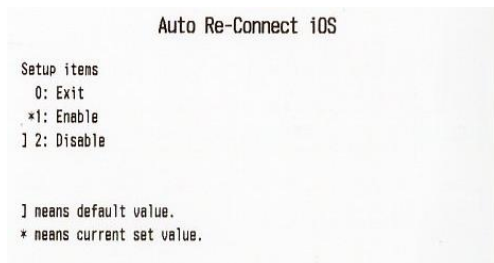 Auto Re-Connect iOS
Setup items
0: Exit
*1: Enable
] 2: Disable
] means default value.
* means current set value.